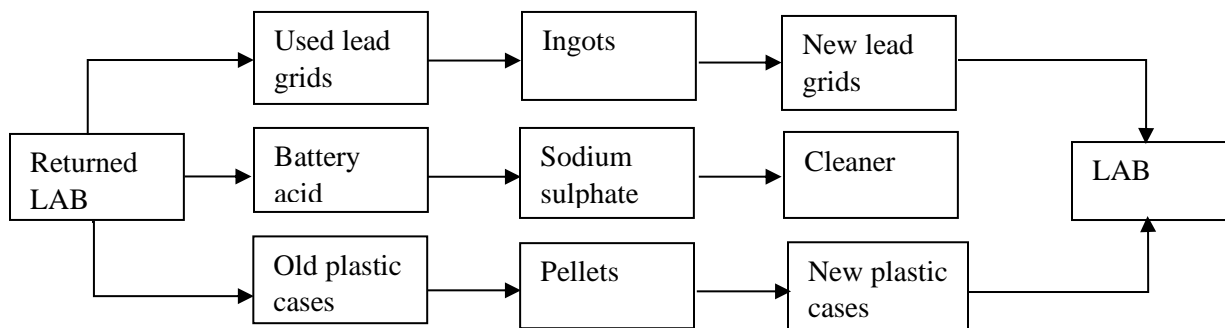 Used lead
grids
Ingots
New lead
grids
Returned
LAB
Battery
acid
Sodium
sulphate
Cleaner
LAB
Old plastic
cases
Pellets
New plastic
cases